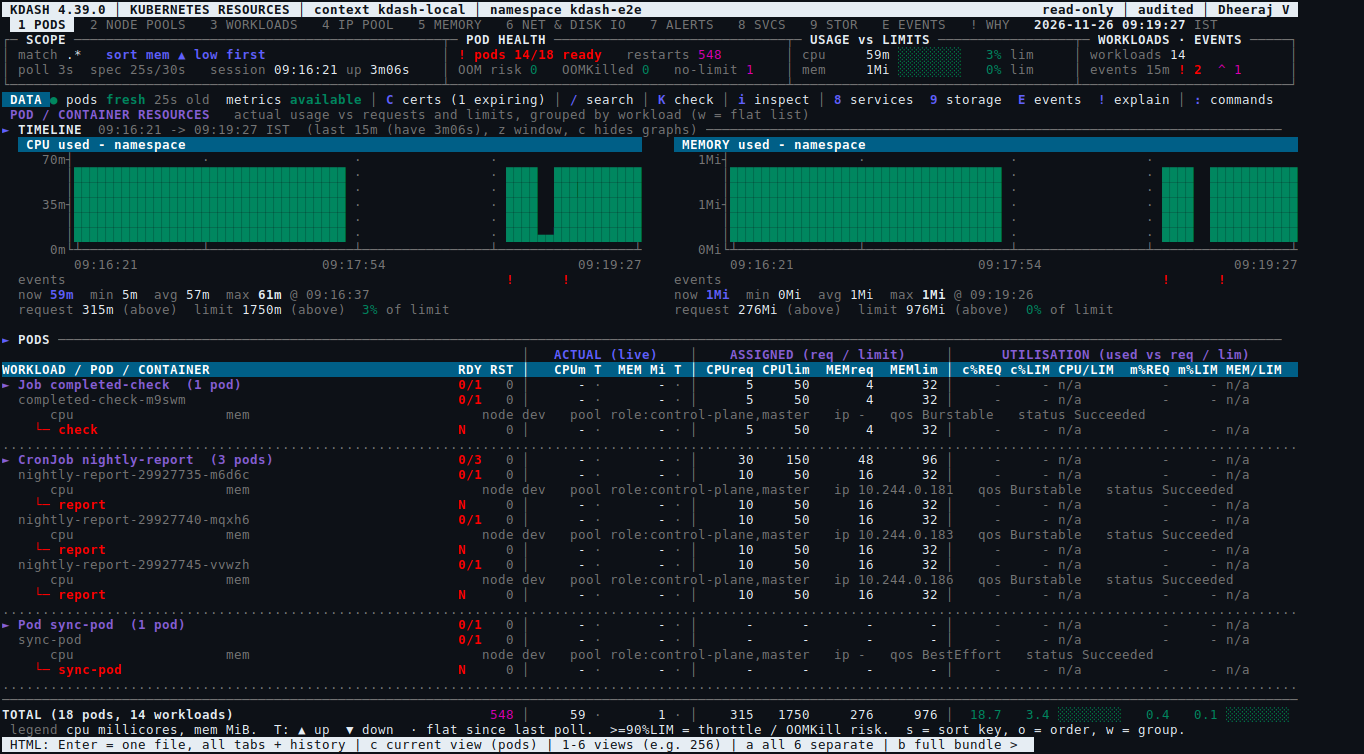 KDASH 4.39.0 │ KUBERNETES RESOURCES │ context kdash-local │ namespace kdash-e2e read-only │ audited │ Dheeraj V
1 PODS 2 NODE POOLS 3 WORKLOADS 4 IP POOL 5 MEMORY 6 NET & DISK IO 7 ALERTS 8 SVCS 9 STOR E EVENTS ! WHY 2026-11-26 09:19:27 IST
SCOPE POD HEALTH USAGE vs LIMITS WORKLOADS · EVENTS
match .* sort mem ▲ low first ! pods 14/18 ready restarts 548 cpu 59m 3% lim workloads 14
poll 3s spec 25s/30s session 09:16:21 up 3m06s OOM risk 0 OOMKilled 0 no-limit 1 mem 1Mi 0% lim events 15m ! 2 ^ 1
DATA ● pods fresh 25s old metrics available │ C certs (1 expiring) │ / search │ K check │ i inspect │ 8 services 9 storage E events ! explain │ : commands
POD / CONTAINER RESOURCES actual usage vs requests and limits, grouped by workload (w = flat list)
► TIMELINE 09:16:21 -> 09:19:27 IST (last 15m (have 3m06s), z window, c hides graphs)
CPU used - namespace MEMORY used - namespace
70m 1Mi
35m 1Mi
0m 0Mi
09:16:21 09:17:54 09:19:27 09:16:21 09:17:54 09:19:27
events ! ! events ! !
now 59m min 5m avg 57m max 61m @ 09:16:37 now 1Mi min 0Mi avg 1Mi max 1Mi @ 09:19:26
request 315m (above) limit 1750m (above) 3% of limit request 276Mi (above) limit 976Mi (above) 0% of limit
► PODS
│ ACTUAL (live) │ ASSIGNED (req / limit) │ UTILISATION (used vs req / lim)
WORKLOAD / POD / CONTAINER RDY RST │ CPUm T MEM Mi T │ CPUreq CPUlim MEMreq MEMlim │ c%REQ c%LIM CPU/LIM m%REQ m%LIM MEM/LIM
► Job completed-check (1 pod) 0/1 0 │ - · - · │ 5 50 4 32 │ - - n/a - - n/a
completed-check-m9swm 0/1 0 │ - · - · │ 5 50 4 32 │ - - n/a - - n/a
cpu mem node dev pool role:control-plane,master ip - qos Burstable status Succeeded
└─ check N 0 │ - · - · │ 5 50 4 32 │ - - n/a - - n/a
► CronJob nightly-report (3 pods) 0/3 0 │ - · - · │ 30 150 48 96 │ - - n/a - - n/a
nightly-report-29927735-m6d6c 0/1 0 │ - · - · │ 10 50 16 32 │ - - n/a - - n/a
cpu mem node dev pool role:control-plane,master ip 10.244.0.181 qos Burstable status Succeeded
└─ report N 0 │ - · - · │ 10 50 16 32 │ - - n/a - - n/a
nightly-report-29927740-mqxh6 0/1 0 │ - · - · │ 10 50 16 32 │ - - n/a - - n/a
cpu mem node dev pool role:control-plane,master ip 10.244.0.183 qos Burstable status Succeeded
└─ report N 0 │ - · - · │ 10 50 16 32 │ - - n/a - - n/a
nightly-report-29927745-vvwzh 0/1 0 │ - · - · │ 10 50 16 32 │ - - n/a - - n/a
cpu mem node dev pool role:control-plane,master ip 10.244.0.186 qos Burstable status Succeeded
└─ report N 0 │ - · - · │ 10 50 16 32 │ - - n/a - - n/a
► Pod sync-pod (1 pod) 0/1 0 │ - · - · │ - - - - │ - - n/a - - n/a
sync-pod 0/1 0 │ - · - · │ - - - - │ - - n/a - - n/a
cpu mem node dev pool role:control-plane,master ip - qos BestEffort status Succeeded
└─ sync-pod N 0 │ - · - · │ - - - - │ - - n/a - - n/a
TOTAL (18 pods, 14 workloads) 548 │ 59 · 1 · │ 315 1750 276 976 │ 18.7 3.4 0.4 0.1
legend cpu millicores, mem MiB. T: ▲ up ▼ down · flat since last poll. >=90%LIM = throttle / OOMKill risk. s = sort key, o = order, w = group.
HTML: Enter = one file, all tabs + history │ c current view (pods) │ 1-6 views (e.g. 256) │ a all 6 separate │ b full bundle >